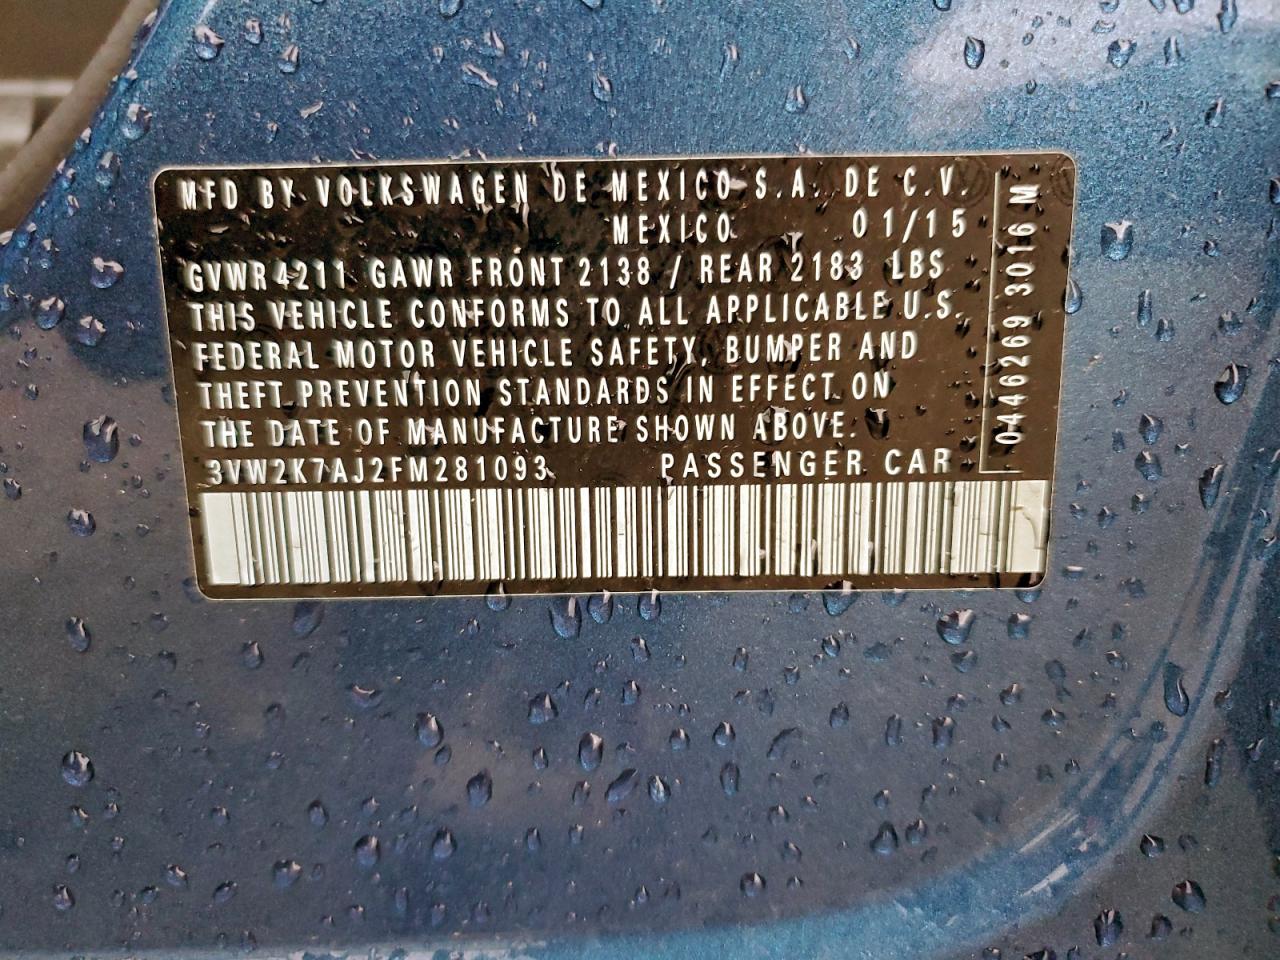 MFD BY VOLKSWAGEN DE MEXICO S.A. DE C.V.
MEXICO 01/15
GVWR 4211 GAWR FRONT 2138 / REAR 2183 LBS
THIS VEHICLE CONFORMS TO ALL APPLICABLE U.S.
FEDERAL MOTOR VEHICLE SAFETY, BUMPER AND
THEFT PREVENTION STANDARDS IN EFFECT ON
THE DATE OF MANUFACTURE SHOWN ABOVE.
3VW2K7AJ2FM281093 PASSENGER CAR
0446269 3016 M